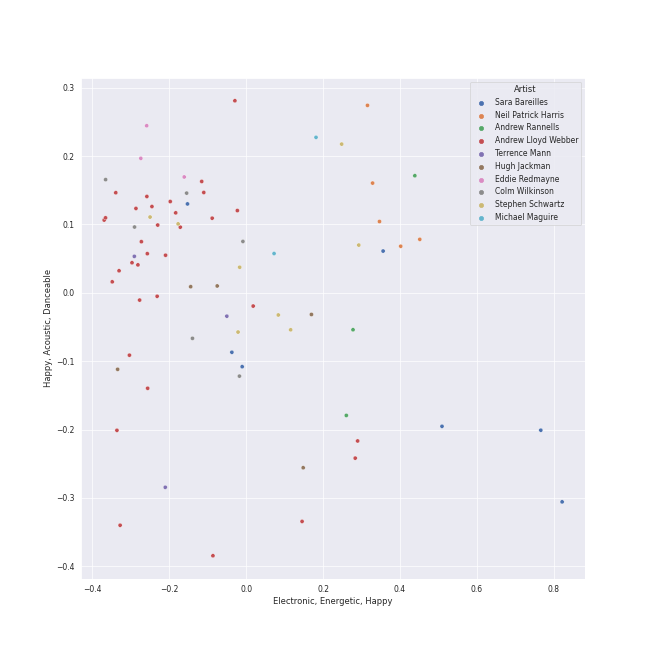 Artist
Sara Bareilles
Neil Patrick Harris
Andrew Rannells
Andrew Lloyd Webber
Terrence Mann
Hugh Jackman
Eddie Redmayne
Colm Wilkinson
Stephen Schwartz
Michael Maguire
0.3
0.2
0.1
0.0
−0.1
−0.2
−0.3
−0.4
Happy, Acoustic, Danceable
−0.4 −0.2 0.0 0.2 0.4 0.6 0.8
Electronic, Energetic, Happy